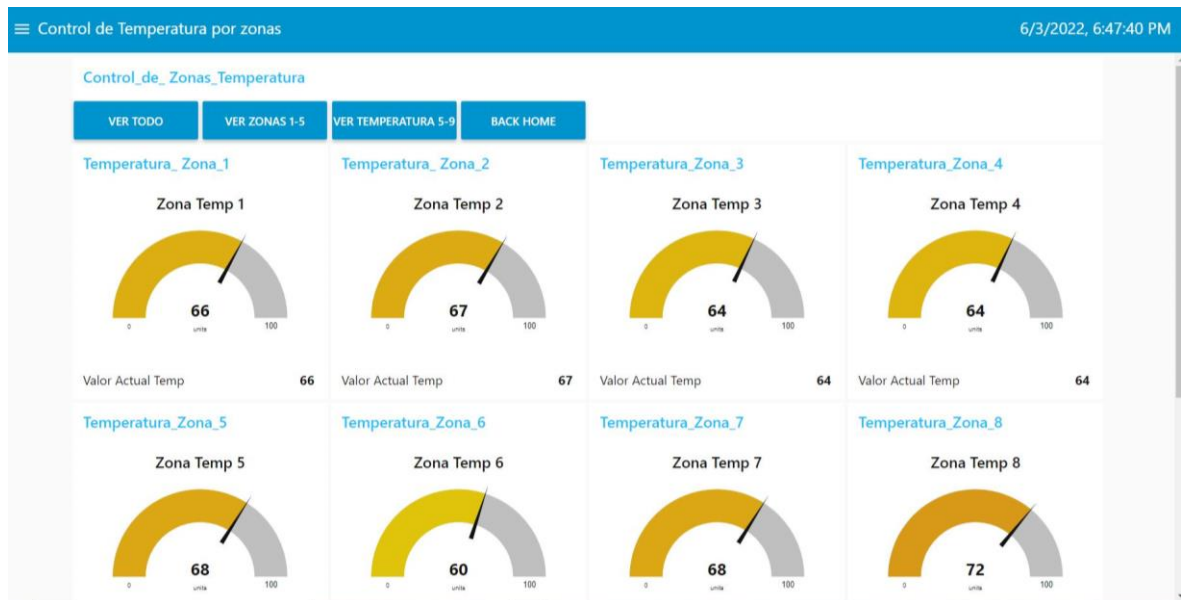 Control de Temperatura por zonas
6/3/2022, 6:47:40 PM
Control_de_ Zonas_Temperatura
VER TODO
VER ZONAS 1-5
VER TEMPERATURA 5-9
BACK HOME
Temperatura_ Zona_1
Zona Temp 1
66
0
units
100
Valor Actual Temp
66
Temperatura_ Zona_2
Zona Temp 2
67
0
units
100
Valor Actual Temp
67
Temperatura_Zona_3
Zona Temp 3
64
0
units
100
Valor Actual Temp
64
Temperatura_Zona_4
Zona Temp 4
64
0
units
100
Valor Actual Temp
64
Temperatura_Zona_5
Zona Temp 5
68
0
units
100
Temperatura_Zona_6
Zona Temp 6
60
0
units
100
Temperatura_Zona_7
Zona Temp 7
68
0
units
100
Temperatura_Zona_8
Zona Temp 8
72
0
units
100